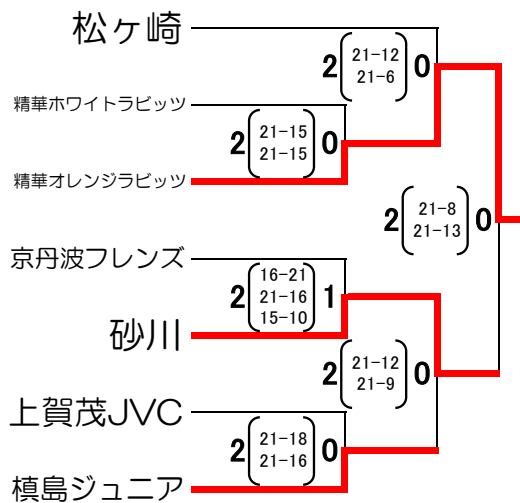 松ヶ崎
2 21-12 0
21-6
精華ホワイトラビッツ
2 21-15 0
21-15
精華オレンジラビッツ
2 21-8 0
21-13
京丹波フレンズ
16-21
2 21-16 1
15-10
砂川
2 21-12 0
21-9
上賀茂JVC
2 21-18 0
21-16
槙島ジュニア